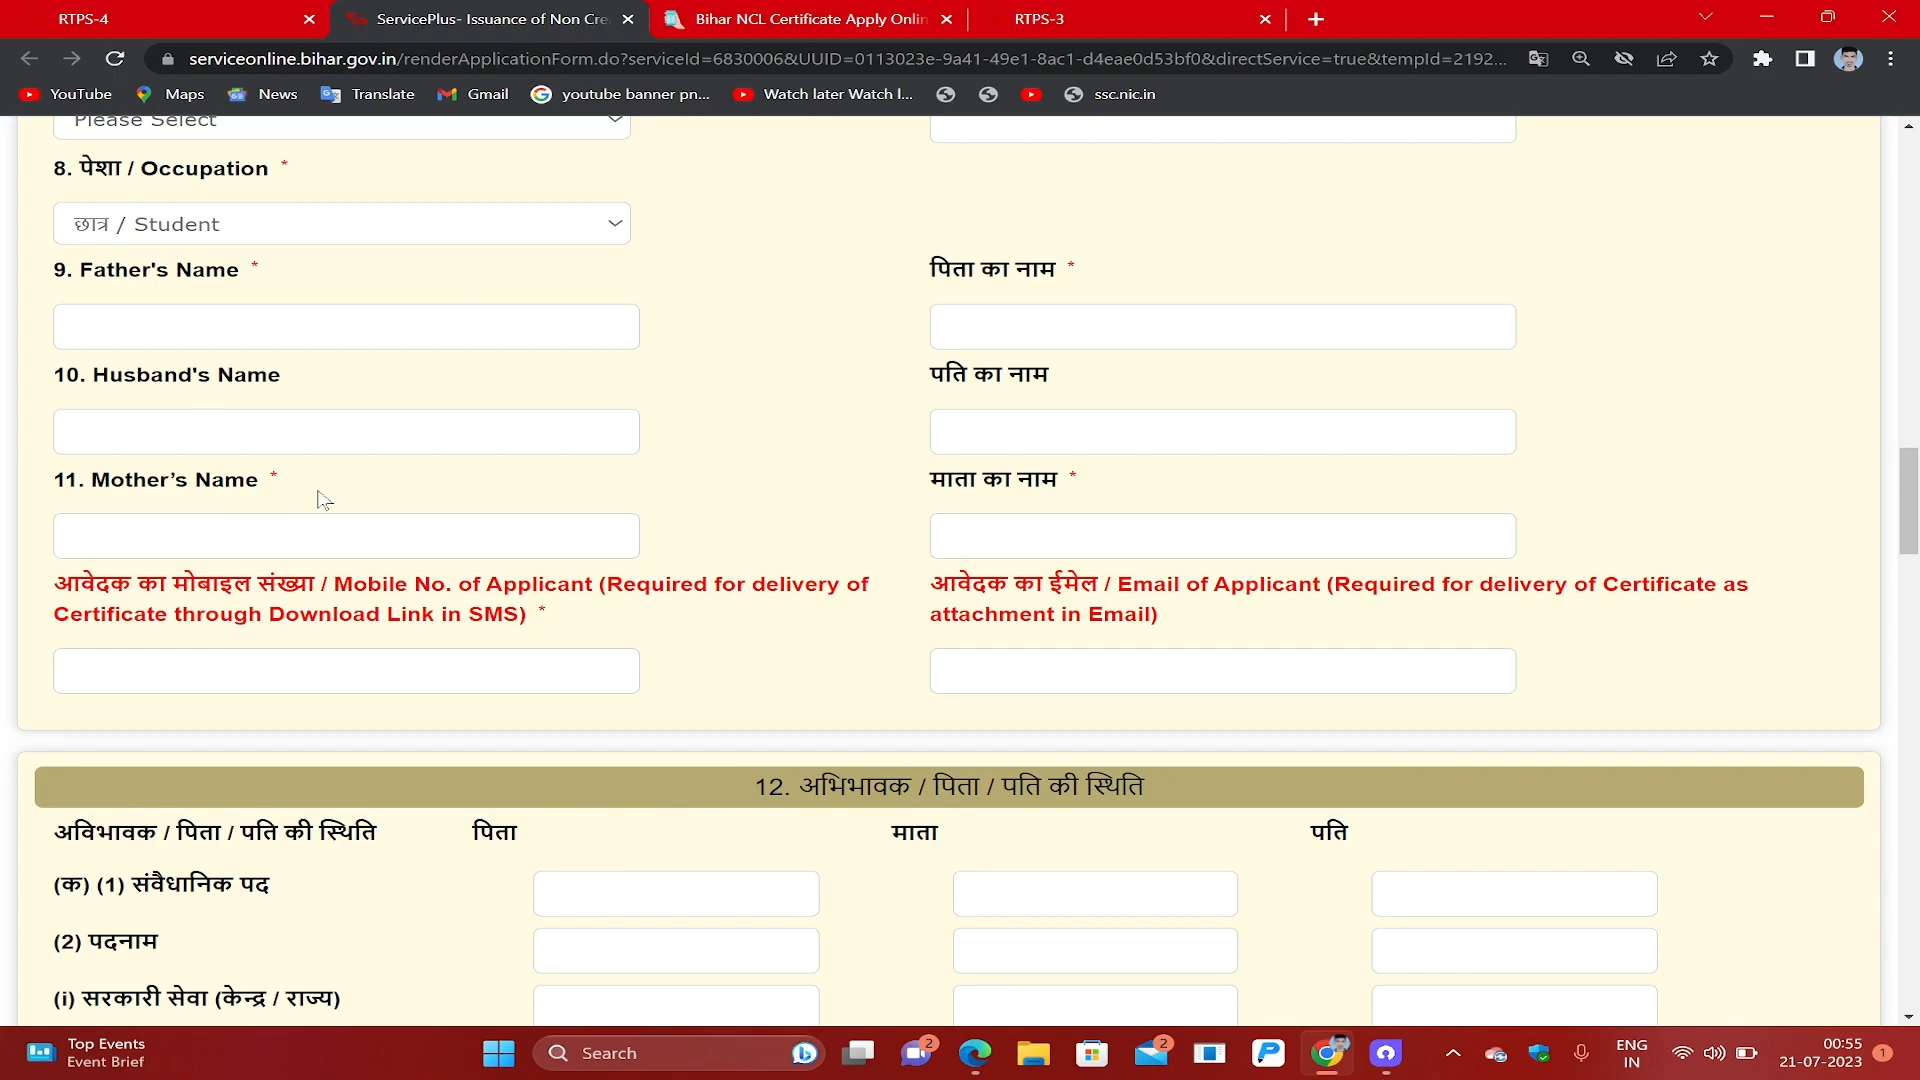 RTPS-4
ServicePlus- Issuance of Non Cre
Bihar NCL Certificate Apply Onlin
RTPS-3
serviceonline.bihar.gov.in/renderApplicationForm.do?serviceId=6830006&UUID=0113023e-9a41-49e1-8ac1-d4eae0d53bf0&directService=true&tempId=2192...
YouTube
Maps
News
Translate
Gmail
youtube banner pn...
Watch later Watch l...
ssc.nic.in
Please Select
8. पेशा / Occupation *
छात्र / Student
9. Father's Name *
पिता का नाम *
10. Husband's Name
पति का नाम
11. Mother’s Name *
माता का नाम *
आवेदक का मोबाइल संख्या / Mobile No. of Applicant (Required for delivery of
Certificate through Download Link in SMS) *
आवेदक का ईमेल / Email of Applicant (Required for delivery of Certificate as
attachment in Email)
12. अभिभावक / पिता / पति की स्थिति
अविभावक / पिता / पति की स्थिति
पिता
माता
पति
(क) (1) संवैधानिक पद
(2) पदनाम
(i) सरकारी सेवा (केन्द्र / राज्य)
Top Events
Event Brief
Search
2
2
ENG
IN
00:55
21-07-2023
1